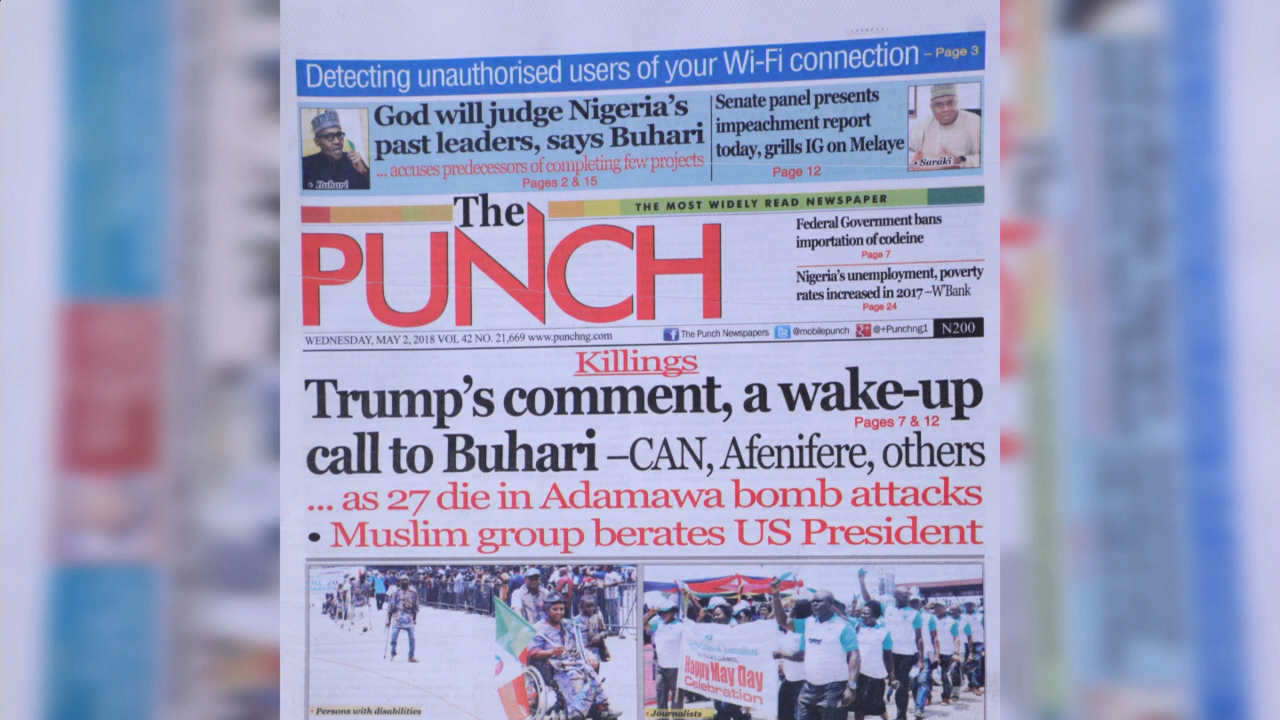 Detecting unauthorised users of your Wi-Fi connection – Page 3
God will judge Nigeria's
past leaders, says Buhari
... accuses predecessors of completing few projects
Pages 2 & 15
• Buhari
Senate panel presents
impeachment report
today, grills IG on Melaye
Page 12
• Saraki
The
PUNCH
THE MOST WIDELY READ NEWSPAPER
Federal Government bans
importation of codeine
Page 7
Nigeria's unemployment, poverty
rates increased in 2017 –W'Bank
Page 24
WEDNESDAY, MAY 2, 2018 VOL 42 NO. 21,669 www.punchng.com
The Punch Newspapers @mobilepunch @+Punchng1 N200
Killings
Trump's comment, a wake-up
Pages 7 & 12
call to Buhari –CAN, Afenifere, others
... as 27 die in Adamawa bomb attacks
• Muslim group berates US President
• Persons with disabilities
Happy May Day
Celebration
• Journalists